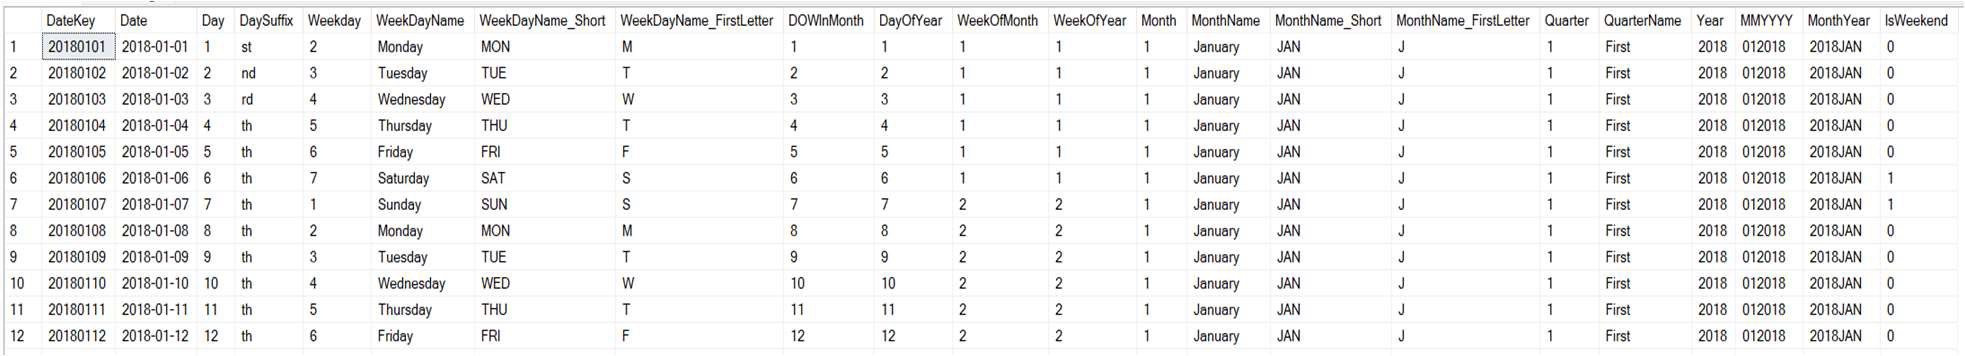 DateKey Date Day DaySuffix Weekday WeekDayName WeekDayName_Short WeekDayName_FirstLetter DOWInMonth DayOfYear WeekOfMonth WeekOfYear Month MonthName MonthName_Short MonthName_FirstLetter Quarter QuarterName Year MMYYYY MonthYear IsWeekend
1 20180101 2018-01-01 1 st 2 Monday MON M 1 1 1 1 1 January JAN J 1 First 2018 012018 2018JAN 0
2 20180102 2018-01-02 2 nd 3 Tuesday TUE T 2 2 1 1 1 January JAN J 1 First 2018 012018 2018JAN 0
3 20180103 2018-01-03 3 rd 4 Wednesday WED W 3 3 1 1 1 January JAN J 1 First 2018 012018 2018JAN 0
4 20180104 2018-01-04 4 th 5 Thursday THU T 4 4 1 1 1 January JAN J 1 First 2018 012018 2018JAN 0
5 20180105 2018-01-05 5 th 6 Friday FRI F 5 5 1 1 1 January JAN J 1 First 2018 012018 2018JAN 0
6 20180106 2018-01-06 6 th 7 Saturday SAT S 6 6 1 1 1 January JAN J 1 First 2018 012018 2018JAN 1
7 20180107 2018-01-07 7 th 1 Sunday SUN S 7 7 2 2 1 January JAN J 1 First 2018 012018 2018JAN 1
8 20180108 2018-01-08 8 th 2 Monday MON M 8 8 2 2 1 January JAN J 1 First 2018 012018 2018JAN 0
9 20180109 2018-01-09 9 th 3 Tuesday TUE T 9 9 2 2 1 January JAN J 1 First 2018 012018 2018JAN 0
10 20180110 2018-01-10 10 th 4 Wednesday WED W 10 10 2 2 1 January JAN J 1 First 2018 012018 2018JAN 0
11 20180111 2018-01-11 11 th 5 Thursday THU T 11 11 2 2 1 January JAN J 1 First 2018 012018 2018JAN 0
12 20180112 2018-01-12 12 th 6 Friday FRI F 12 12 2 2 1 January JAN J 1 First 2018 012018 2018JAN 0